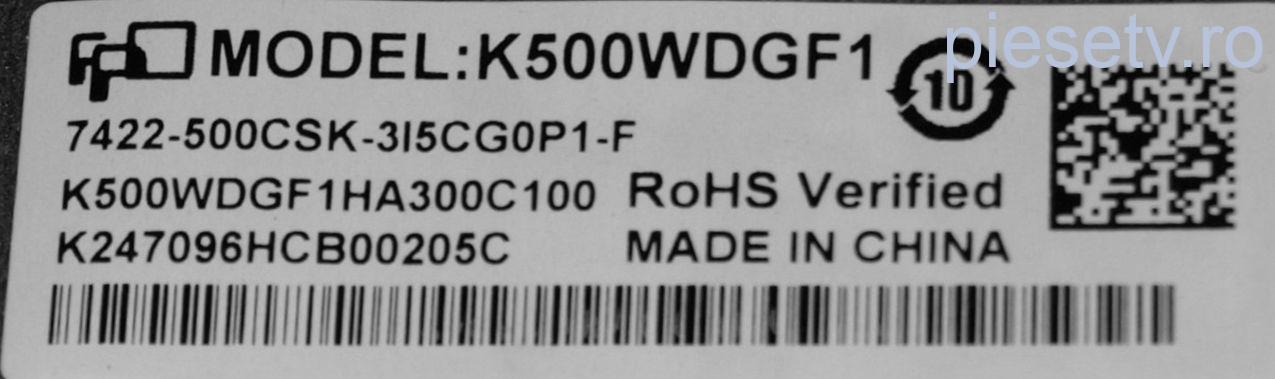 MODEL:K500WDGF1
10
piesetv.ro
7422-500CSK-3I5CG0P1-F
K500WDGF1HA300C100 RoHS Verified
K247096HCB00205C MADE IN CHINA